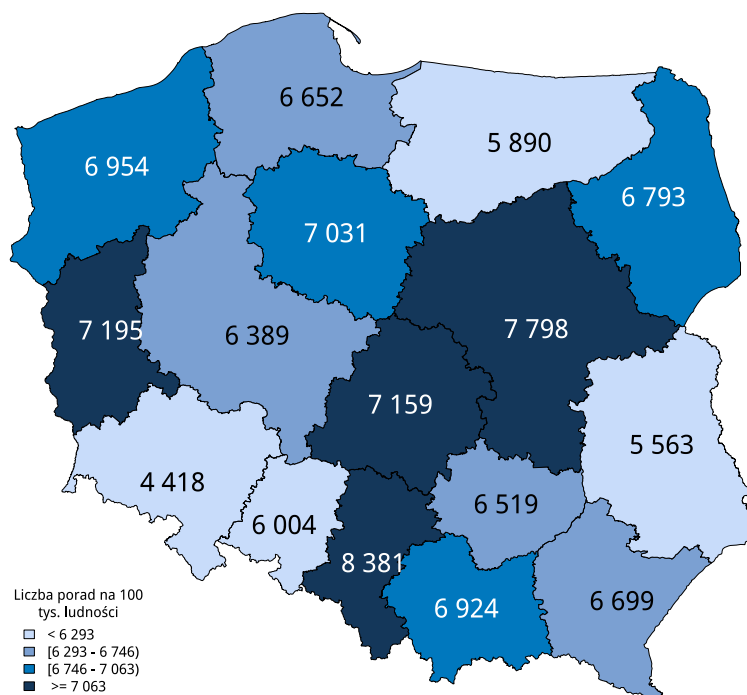 6 652
5 890
6 954
6 793
7 031
7 195
6 389
7 798
7 159
5 563
4 418
6 519
6 004
8 381
6 699
6 924
Liczba porad na 100
tys. ludności
< 6 293
[6 293 - 6 746)
[6 746 - 7 063)
>= 7 063